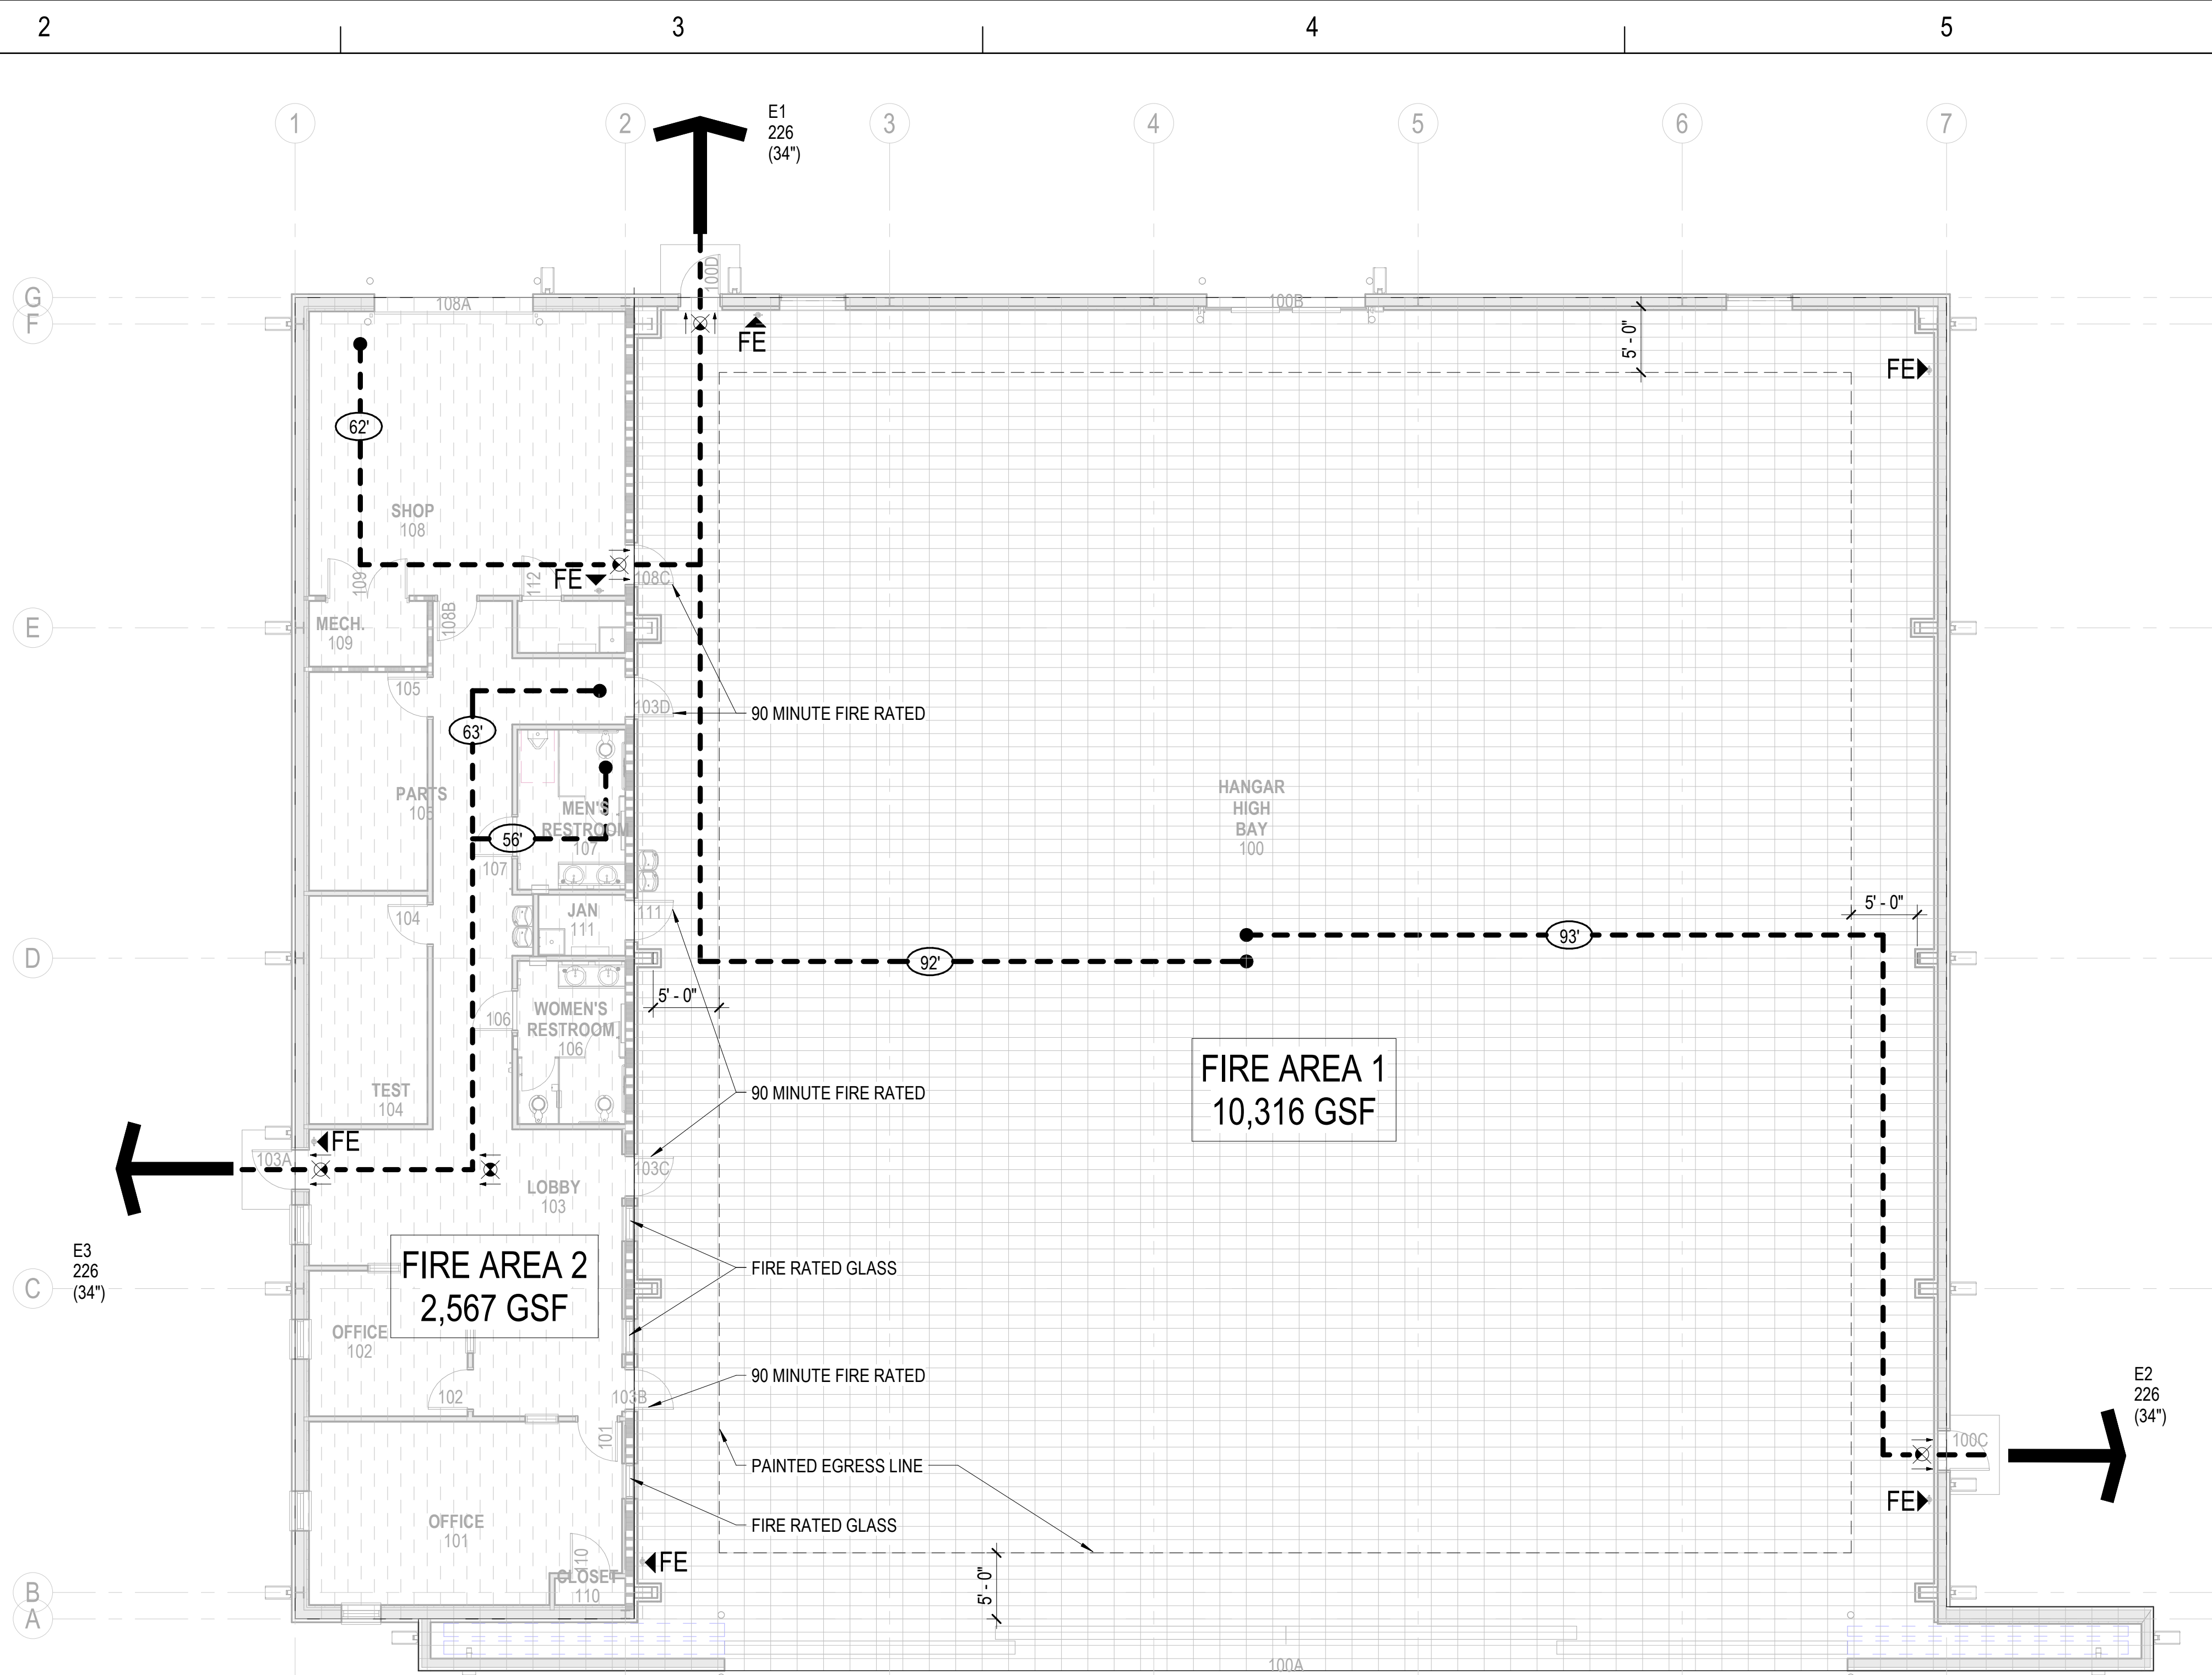 2
3
4
5
E1
226
(34")
1
2
3
4
5
6
7
G
F
E
D
C
B
A
108A
100D
100B
FE
5' - 0"
FE
62'
SHOP
108
109
112
FE
108C
108B
MECH.
109
105
103D
90 MINUTE FIRE RATED
63'
PARTS
105
MEN'S
RESTROOM
107
56'
107
HANGAR
HIGH
BAY
100
104
JAN
111
111
5' - 0"
93'
92'
5' - 0"
WOMEN'S
RESTROOM
106
106
TEST
104
90 MINUTE FIRE RATED
FIRE AREA 1
10,316 GSF
FE
103A
103C
LOBBY
103
E3
226
(34")
FIRE AREA 2
2,567 GSF
FIRE RATED GLASS
OFFICE
102
102
103B
90 MINUTE FIRE RATED
E2
226
(34")
101
100C
PAINTED EGRESS LINE
FE
OFFICE
101
FIRE RATED GLASS
110
CLOSET
110
FE
5' - 0"
100A